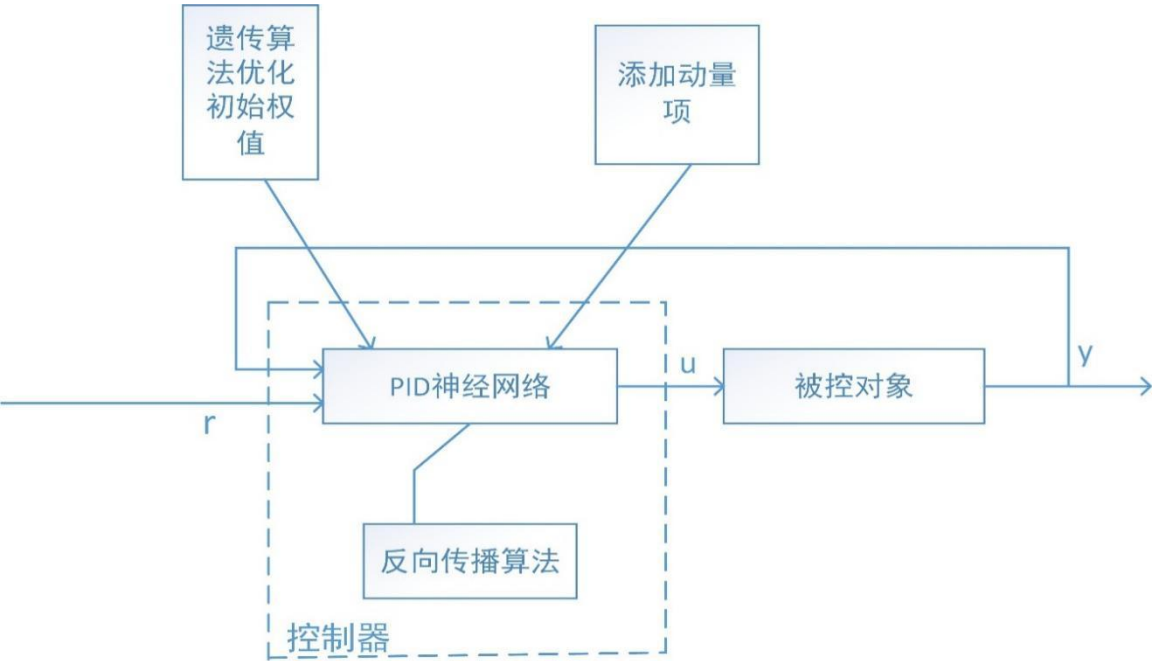 遗传算
法优化
初始权
值
添加动量
项
y
u
PID神经网络
被控对象
r
反向传播算法
控制器